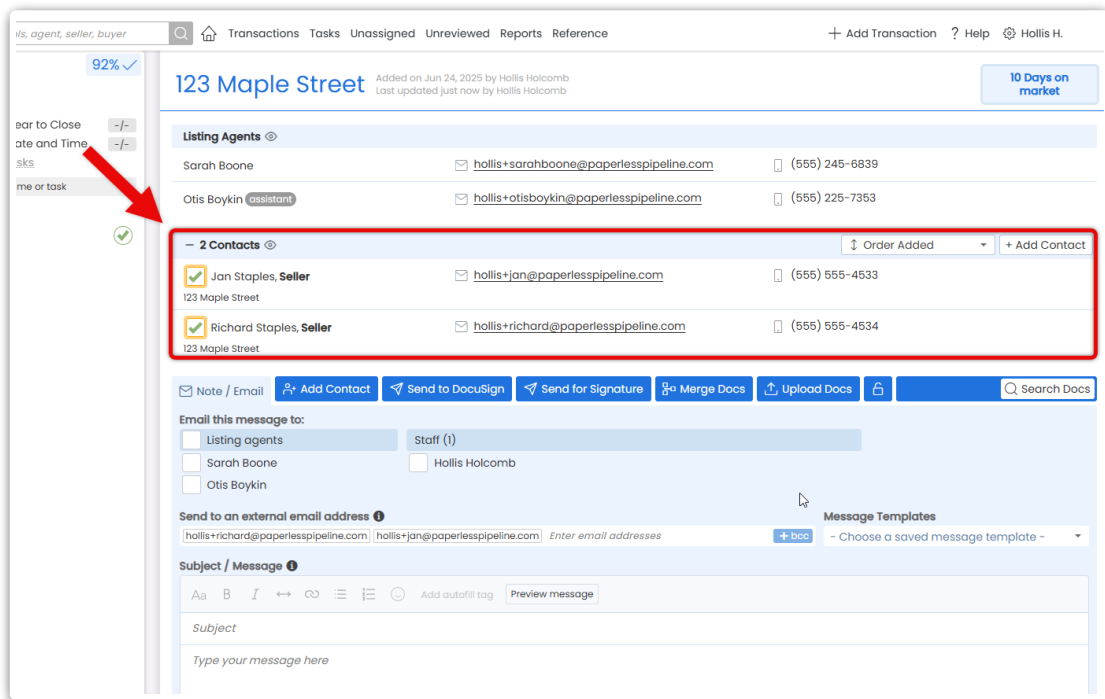 ls, agent, seller, buyer Transactions Tasks Unassigned Unreviewed Reports Reference + Add Transaction ? Help Hollis H.
92%
123 Maple Street
Added on Jun 24, 2025 by Hollis Holcomb
Last updated just now by Hollis Holcomb
10 Days on
market
ear to Close -/-
ate and Time -/-
sks
me or task
Listing Agents
Sarah Boone hollis+sarahboone@paperlesspipeline.com (555) 245-6839
Otis Boykin assistant hollis+otisboykin@paperlesspipeline.com (555) 225-7353
− 2 Contacts Order Added + Add Contact
Jan Staples, Seller hollis+jan@paperlesspipeline.com (555) 555-4533
123 Maple Street
Richard Staples, Seller hollis+richard@paperlesspipeline.com (555) 555-4534
123 Maple Street
Note / Email Add Contact Send to DocuSign Send for Signature Merge Docs Upload Docs Search Docs
Email this message to:
Listing agents Staff (1)
Sarah Boone Hollis Holcomb
Otis Boykin
Send to an external email address Message Templates
hollis+richard@paperlesspipeline.com hollis+jan@paperlesspipeline.com Enter email addresses + bcc - Choose a saved message template -
Subject / Message
Aa B I Add autofill tag Preview message
Subject
Type your message here